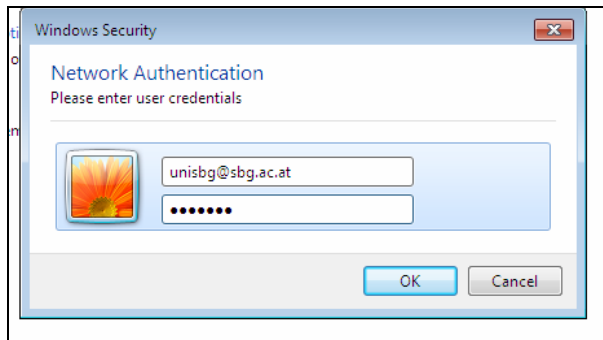 Windows Security
Network Authentication
Please enter user credentials
unisbg@sbg.ac.at
•••••••
OK
Cancel